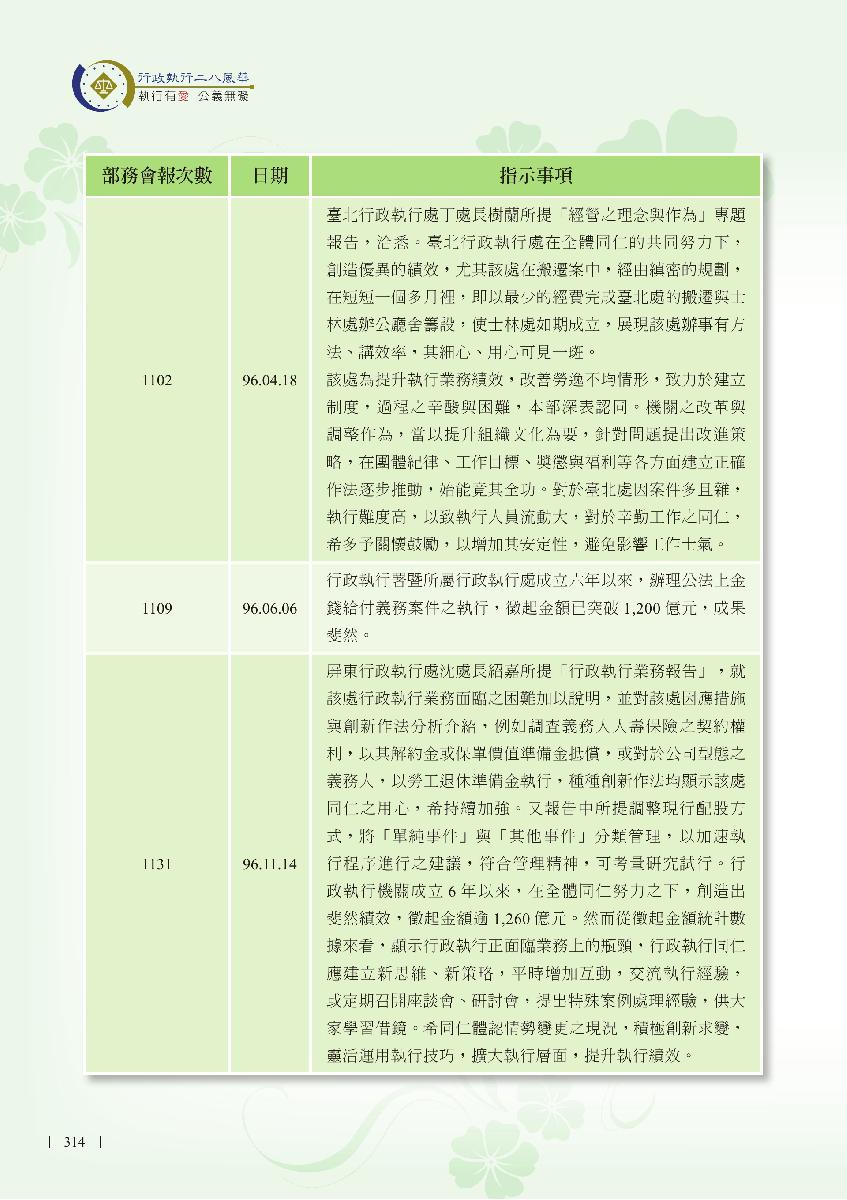 行政執行二八風華
執行有愛 公義無礙
部務會報次數 日期 指示事項
1102 96.04.18
臺北行政執行處丁處長樹蘭所提「經營之理念與作為」專題
報告，洽悉。臺北行政執行處在全體同仁的共同努力下，
創造優異的績效，尤其該處在搬遷案中，經由縝密的規劃，
在短短一個多月裡，即以最少的經費完成臺北處的搬遷與士
林處辦公廳舍籌設，使士林處如期成立，展現該處辦事有方
法、講效率，其細心、用心可見一斑。
該處為提升執行業務績效，改善勞逸不均情形，致力於建立
制度，過程之辛酸與困難，本部深表認同。機關之改革與
調整作為，當以提升組織文化為要，針對問題提出改進策
略，在團體紀律、工作目標、獎懲與福利等各方面建立正確
作法逐步推動，始能竟其全功。對於臺北處因案件多且雜，
執行難度高，以致執行人員流動大，對於辛勤工作之同仁，
希多予關懷鼓勵，以增加其安定性，避免影響工作士氣。
1109 96.06.06
行政執行署暨所屬行政執行處成立六年以來，辦理公法上金
錢給付義務案件之執行，徵起金額已突破 1,200 億元，成果
斐然。
1131 96.11.14
屏東行政執行處沈處長紹嘉所提「行政執行業務報告」，就
該處行政執行業務面臨之困難加以說明，並對該處因應措施
與創新作法分析介紹，例如調查義務人人壽保險之契約權
利，以其解約金或保單價值準備金抵償，或對於公司型態之
義務人，以勞工退休準備金執行，種種創新作法均顯示該處
同仁之用心，希持續加強。又報告中所提調整現行配股方
式，將「單純事件」與「其他事件」分類管理，以加速執
行程序進行之建議，符合管理精神，可考量研究試行。行
政執行機關成立 6 年以來，在全體同仁努力之下，創造出
斐然績效，徵起金額逾 1,260 億元。然而從徵起金額統計數
據來看，顯示行政執行正面臨業務上的瓶頸，行政執行同仁
應建立新思維、新策略，平時增加互動，交流執行經驗，
或定期召開座談會、研討會，提出特殊案例處理經驗，供大
家學習借鏡。希同仁體認情勢變更之現況，積極創新求變，
靈活運用執行技巧，擴大執行層面，提升執行績效。
314